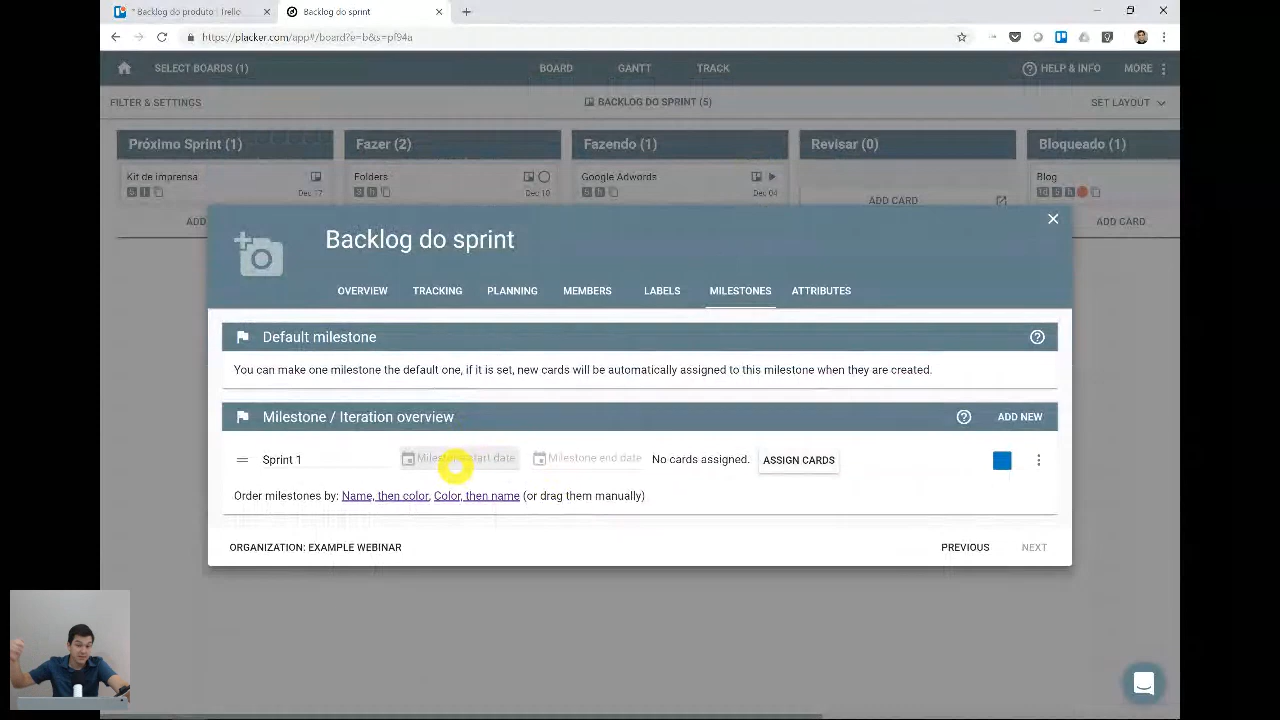 * Backlog do produto | Trello
Backlog do sprint
https://placker.com/app#/board?e=b&s=pf94a
SELECT BOARDS (1)
BOARD
GANTT
TRACK
HELP & INFO
MORE
FILTER & SETTINGS
BACKLOG DO SPRINT (5)
SET LAYOUT
Próximo Sprint (1)
Fazer (2)
Fazendo (1)
Revisar (0)
Bloqueado (1)
Kit de imprensa
Dec 17
Folders
Dec 10
Google Adwords
Dec 04
ADD CARD
Blog
ADD
ADD CARD
Backlog do sprint
OVERVIEW
TRACKING
PLANNING
MEMBERS
LABELS
MILESTONES
ATTRIBUTES
Default milestone
You can make one milestone the default one, if it is set, new cards will be automatically assigned to this milestone when they are created.
Milestone / Iteration overview
ADD NEW
Sprint 1
Milestone start date
Milestone end date
No cards assigned.
ASSIGN CARDS
Order milestones by: Name, then color, Color, then name (or drag them manually)
ORGANIZATION: EXAMPLE WEBINAR
PREVIOUS
NEXT